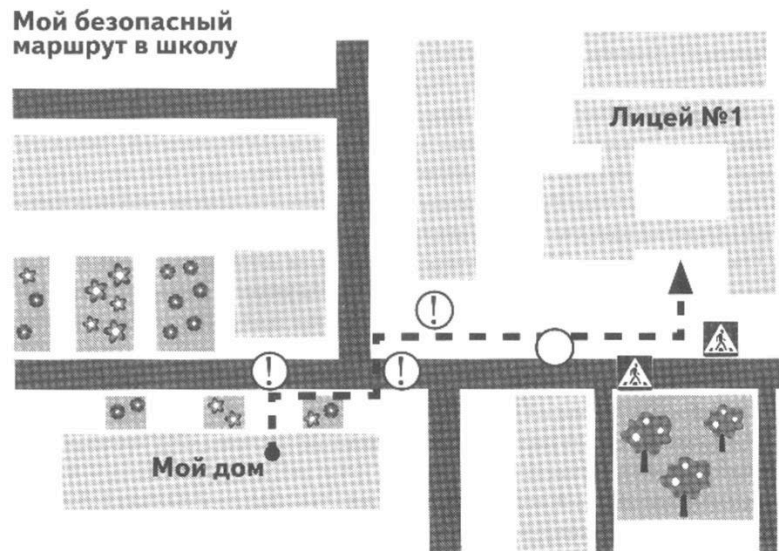 Мой безопасный
маршрут в школу
Лицей №1
!
!
!
Мой дом